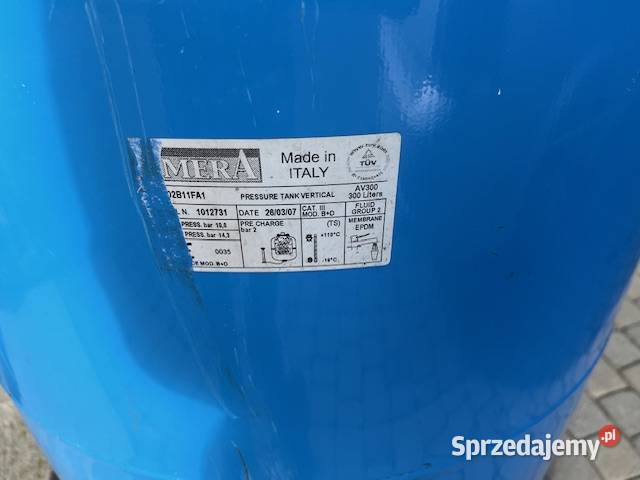 MERA
Made in
ITALY
TÜV
02B11FA1
PRESSURE TANK VERTICAL
AV300
300 Liters
L N. 1012731
DATE 26/03/07
CAT. III
MOD. B+D
FLUID
GROUP 2
PRESS. bar 10,0
PRESS. bar 14,3
PRE CHARGE
bar 2
(TS)
+110°C
-10°C
MEMBRANE
EPDM
0035
CE MOD. B+D
Sprzedajemy.pl